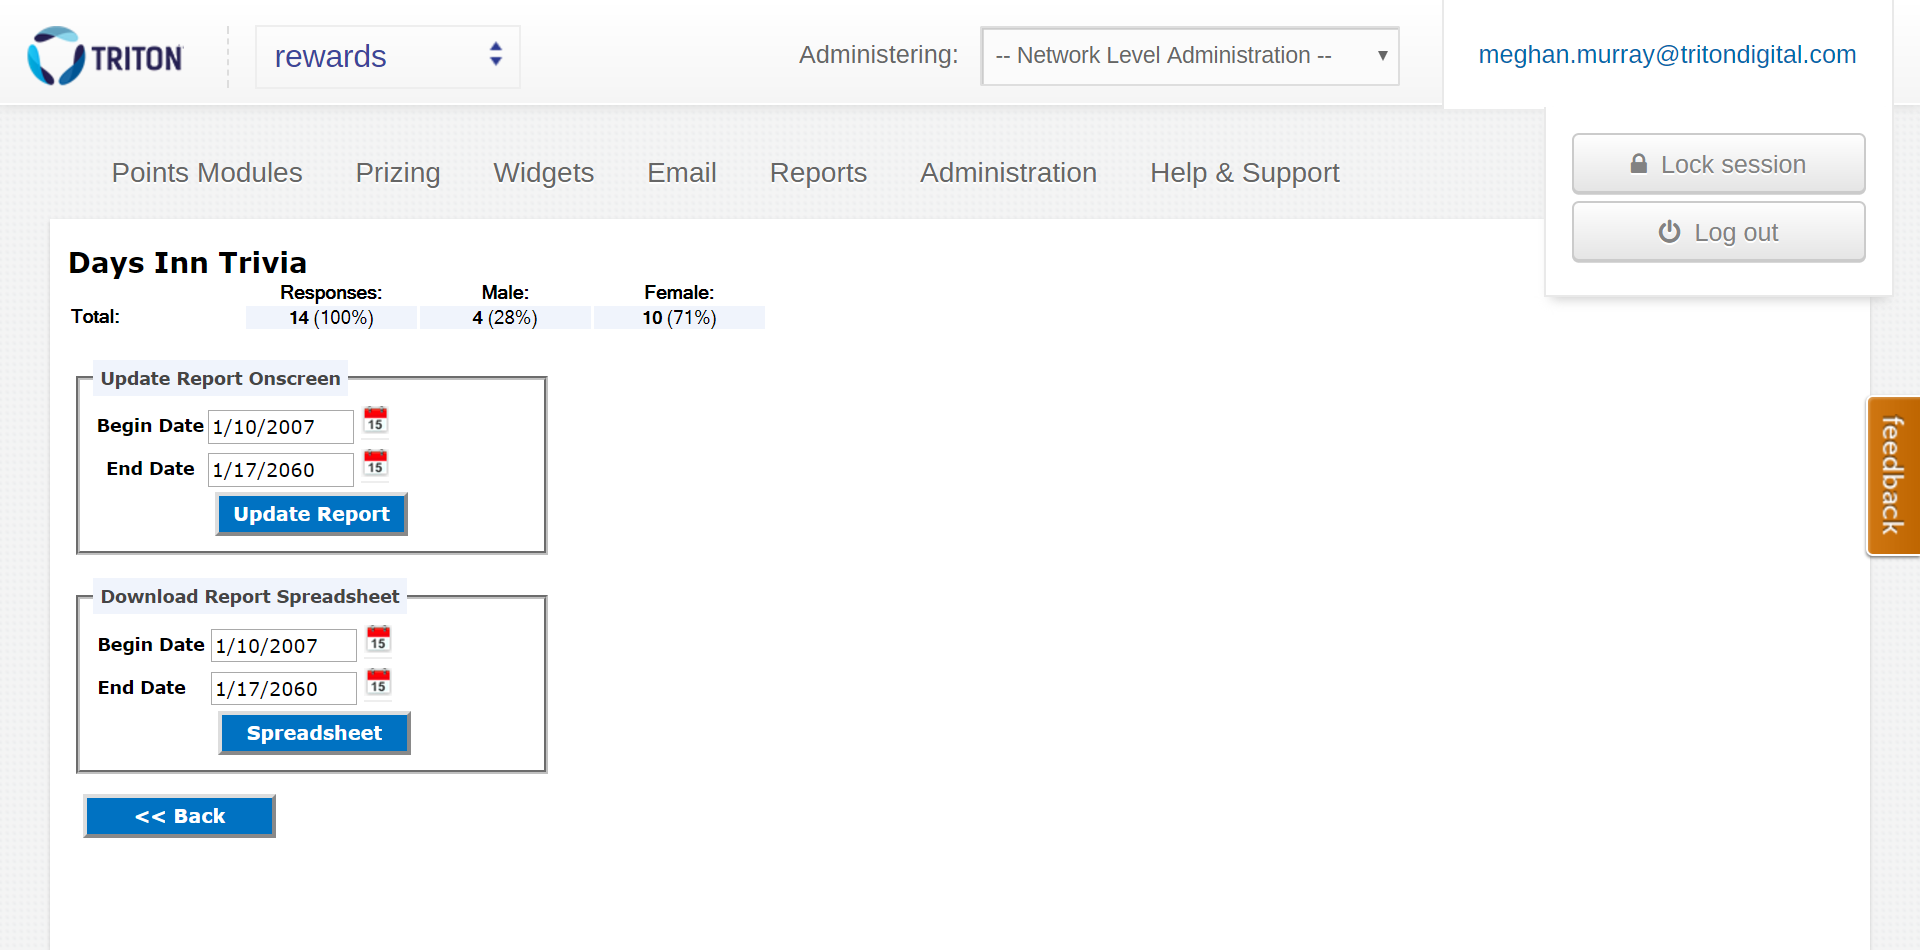 TRITON
rewards
Administering:
-- Network Level Administration --
meghan.murray@tritondigital.com
Lock session
Log out
Points Modules Prizing Widgets Email Reports Administration Help & Support
Days Inn Trivia
Responses: Male: Female:
Total: 14 (100%) 4 (28%) 10 (71%)
Update Report Onscreen
Begin Date 1/10/2007 15
End Date 1/17/2060 15
Update Report
Download Report Spreadsheet
Begin Date 1/10/2007 15
End Date 1/17/2060 15
Spreadsheet
<< Back
feedback